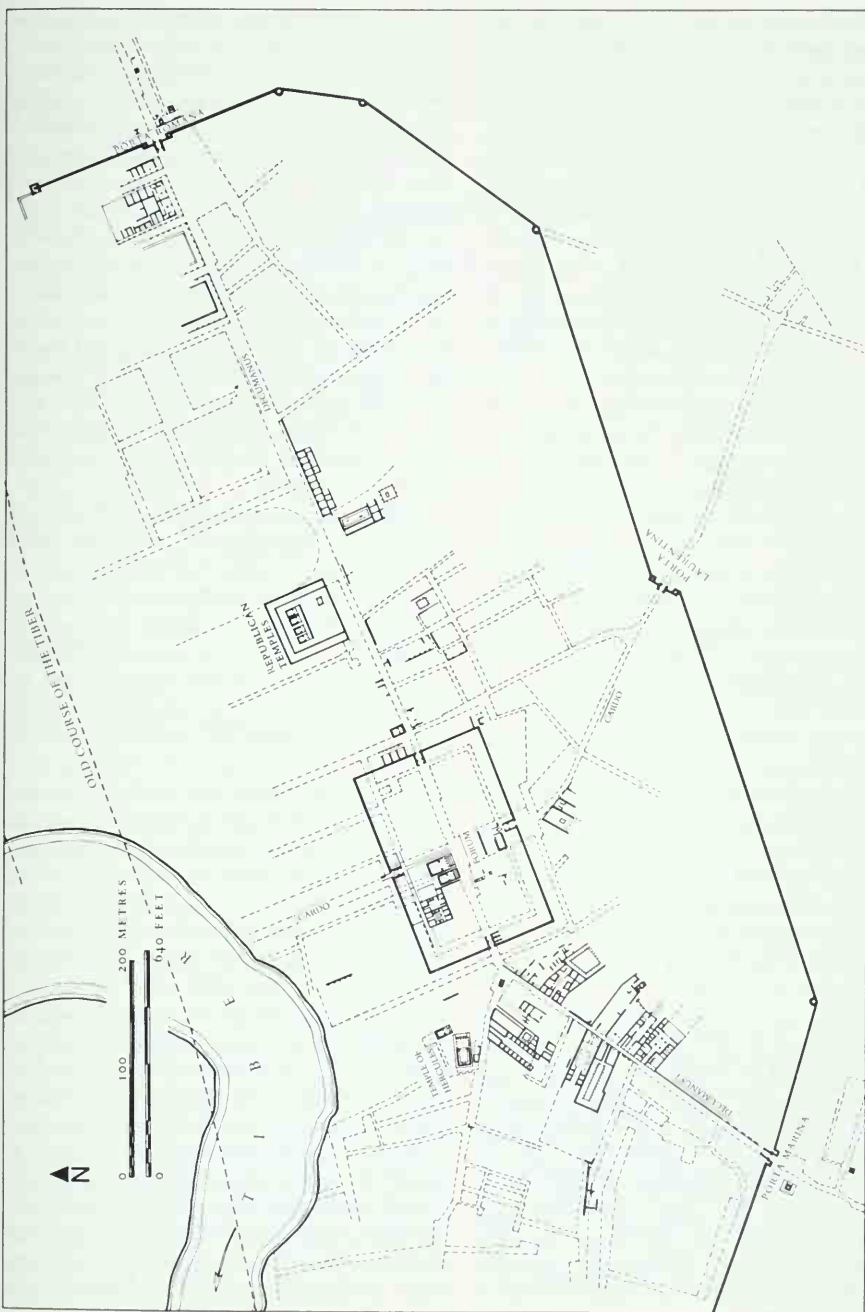 PORTA ROMANA
OLD COURSE OF THE TIBER
DECUMANUS
REPUBLICAN
TEMPLES
PORTA
LAURENTINA
CARDO
FORUM
CARDO
200 METRES
640 FEET
100
0
0
N
TIBER
TEMPLE OF
HERCULES
DECUMANUS
PORTA MARINA